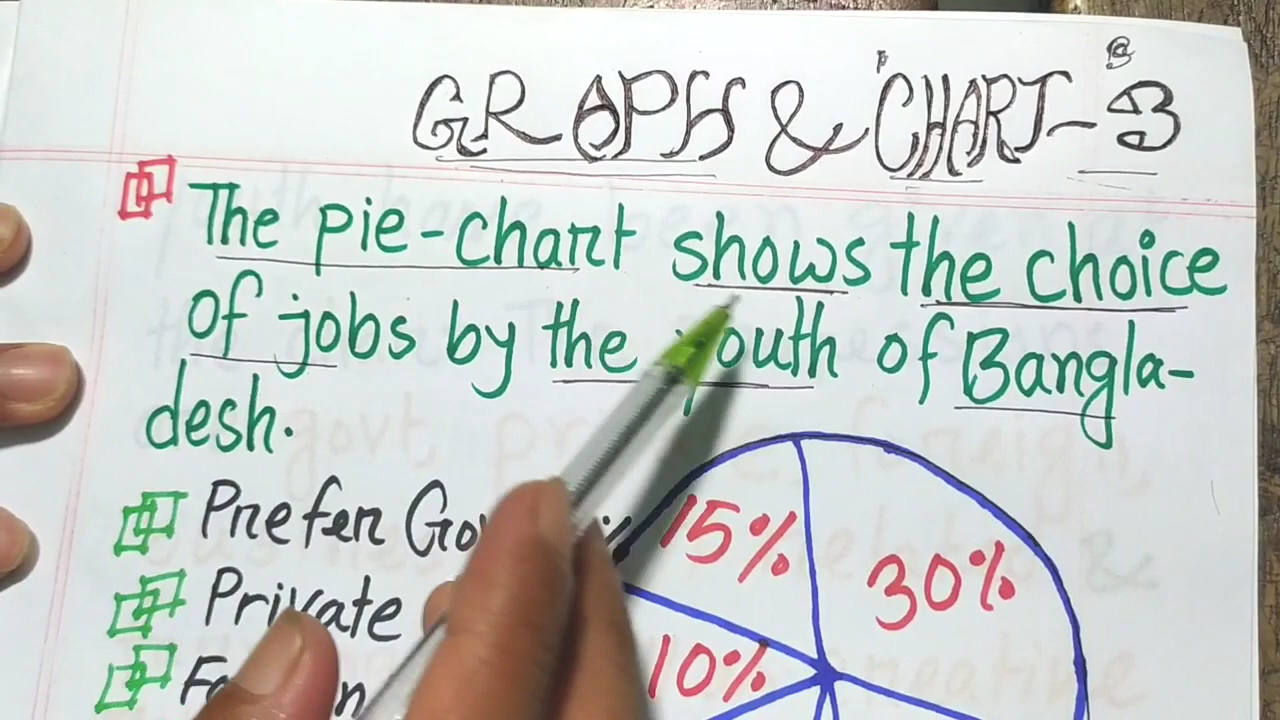 GRAPH & CHART-3
The pie-chart shows the choice
of jobs by the youth of Bangla-
desh.
Prefer
Private
15%
30%
10%